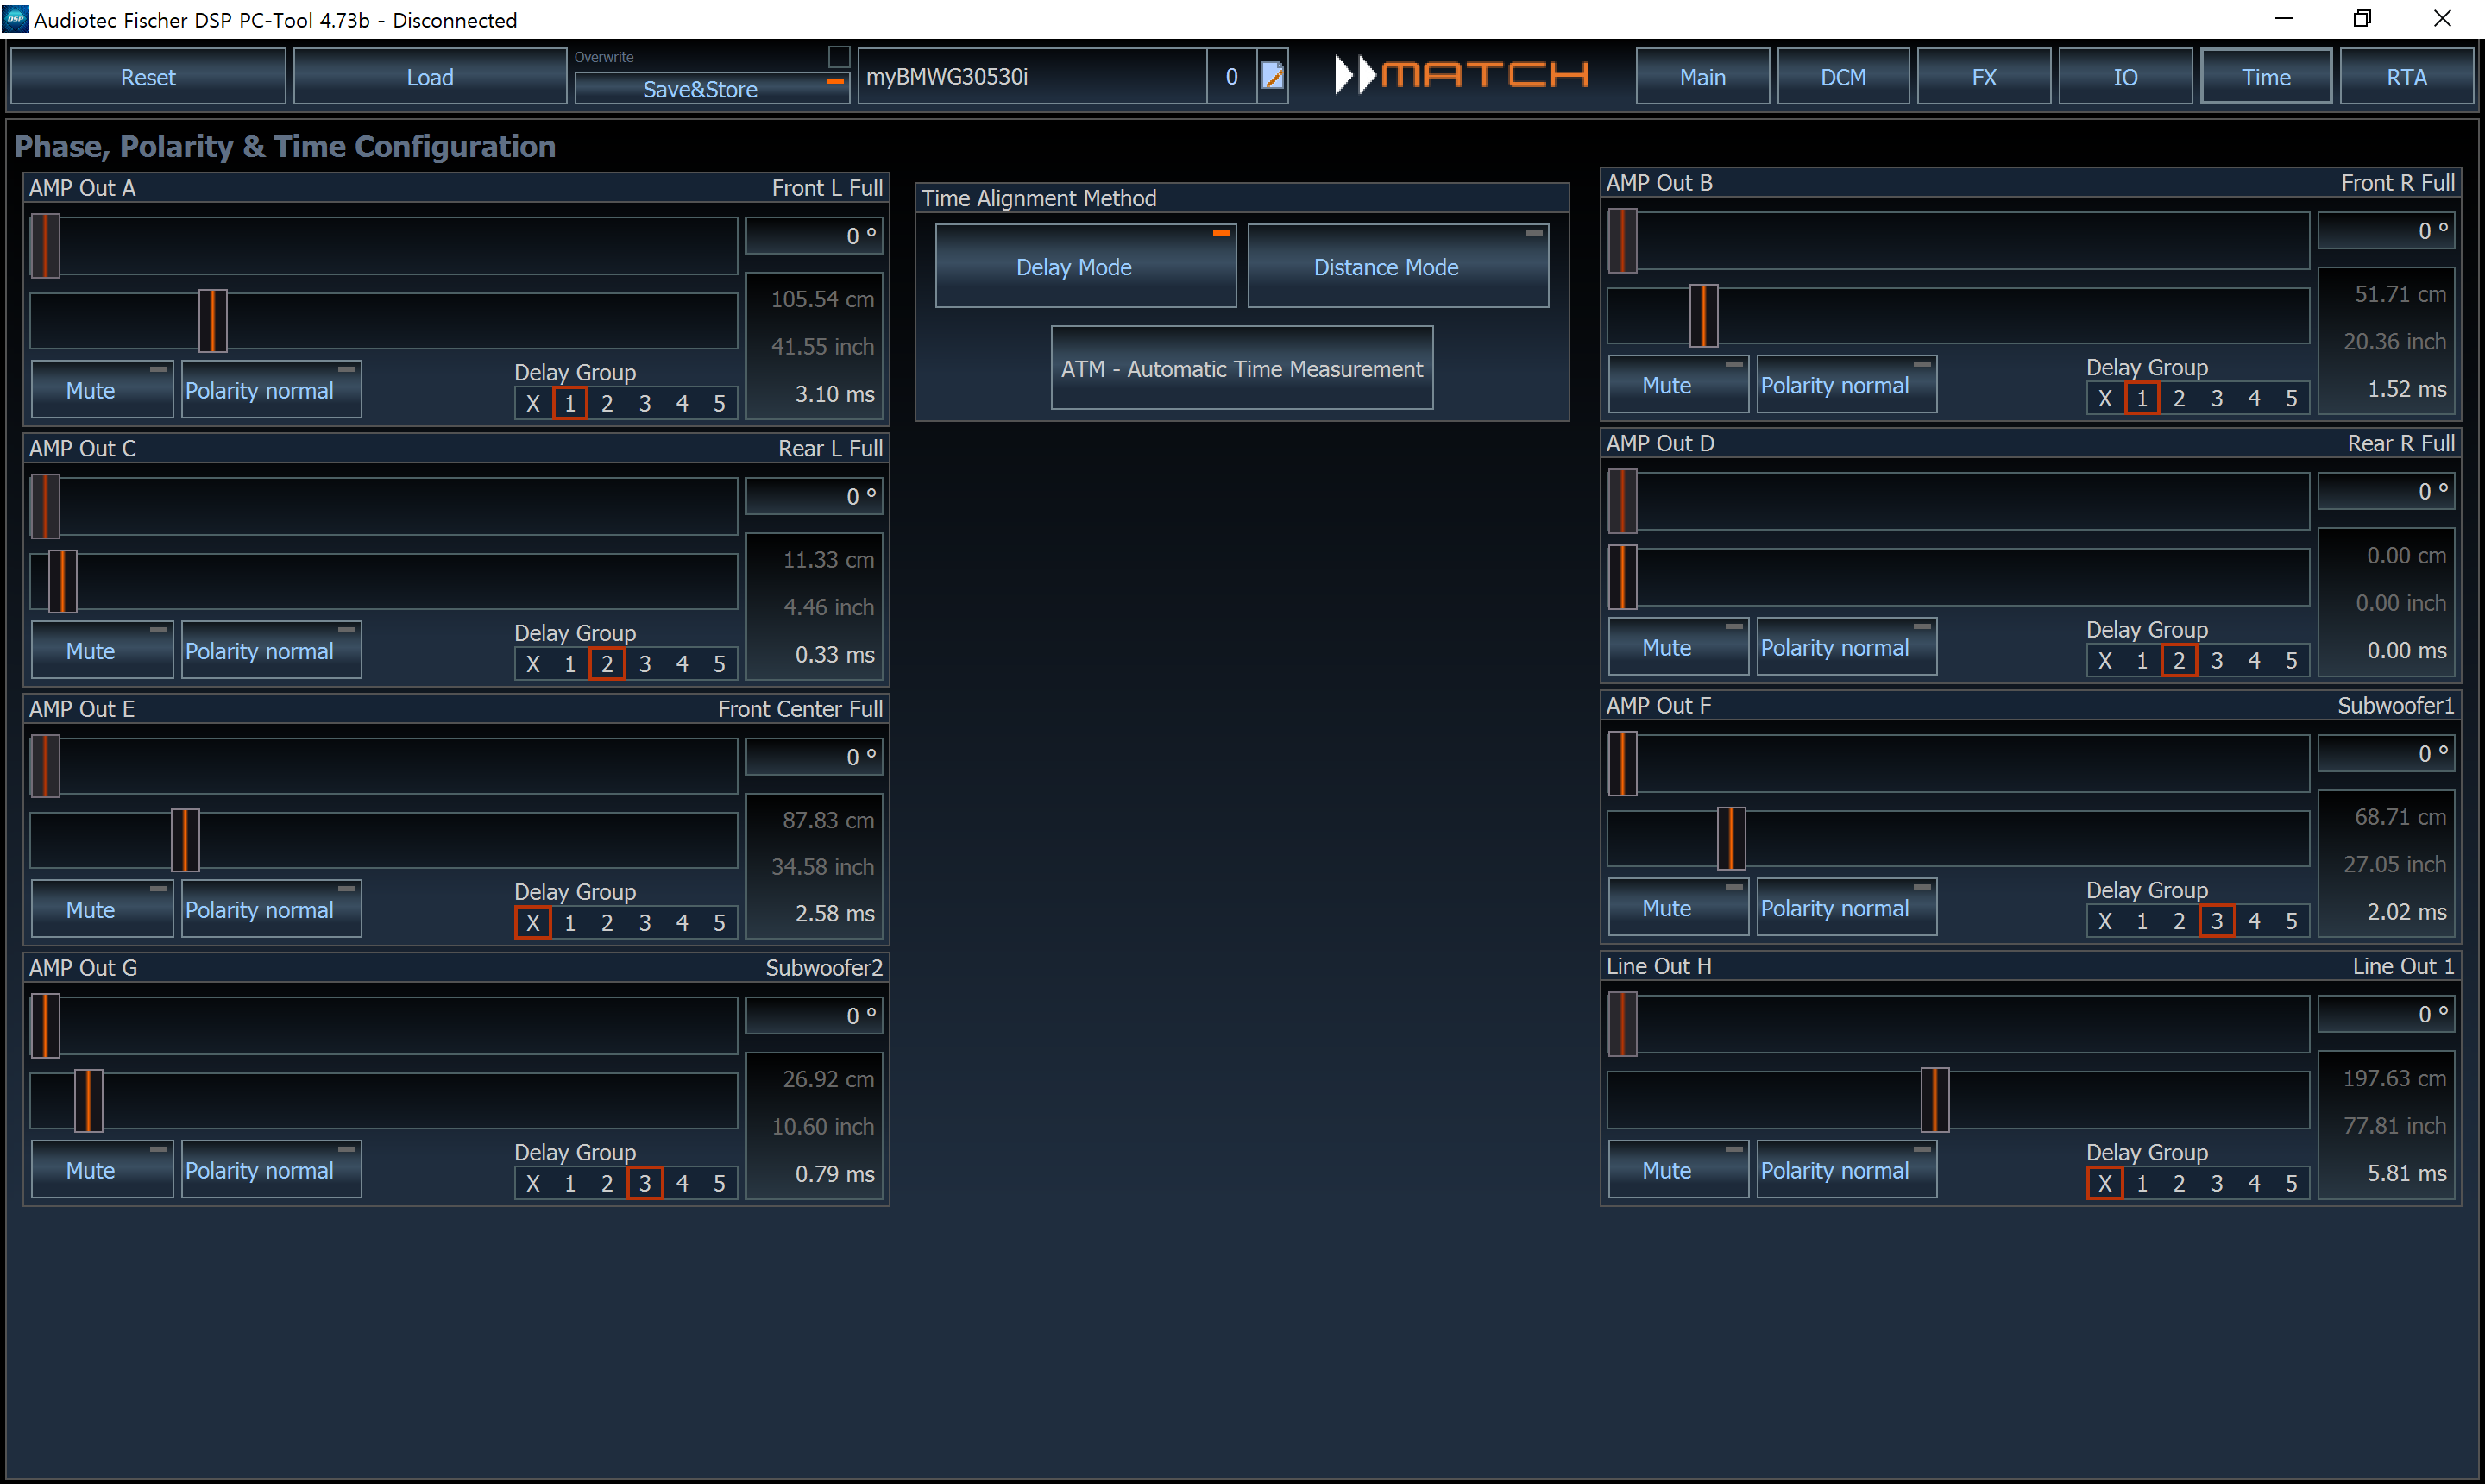 Audiotec Fischer DSP PC-Tool 4.73b - Disconnected
Reset
Load
Overwrite
Save&Store
myBMWG30530i
0
MATCH
Main
DCM
FX
IO
Time
RTA
Phase, Polarity & Time Configuration
AMP Out A Front L Full
0 °
105.54 cm
41.55 inch
3.10 ms
Mute
Polarity normal
Delay Group
X 1 2 3 4 5
Time Alignment Method
Delay Mode
Distance Mode
ATM - Automatic Time Measurement
AMP Out B Front R Full
0 °
51.71 cm
20.36 inch
1.52 ms
Mute
Polarity normal
Delay Group
X 1 2 3 4 5
AMP Out C Rear L Full
0 °
11.33 cm
4.46 inch
0.33 ms
Mute
Polarity normal
Delay Group
X 1 2 3 4 5
AMP Out D Rear R Full
0 °
0.00 cm
0.00 inch
0.00 ms
Mute
Polarity normal
Delay Group
X 1 2 3 4 5
AMP Out E Front Center Full
0 °
87.83 cm
34.58 inch
2.58 ms
Mute
Polarity normal
Delay Group
X 1 2 3 4 5
AMP Out F Subwoofer1
0 °
68.71 cm
27.05 inch
2.02 ms
Mute
Polarity normal
Delay Group
X 1 2 3 4 5
AMP Out G Subwoofer2
0 °
26.92 cm
10.60 inch
0.79 ms
Mute
Polarity normal
Delay Group
X 1 2 3 4 5
Line Out H Line Out 1
0 °
197.63 cm
77.81 inch
5.81 ms
Mute
Polarity normal
Delay Group
X 1 2 3 4 5